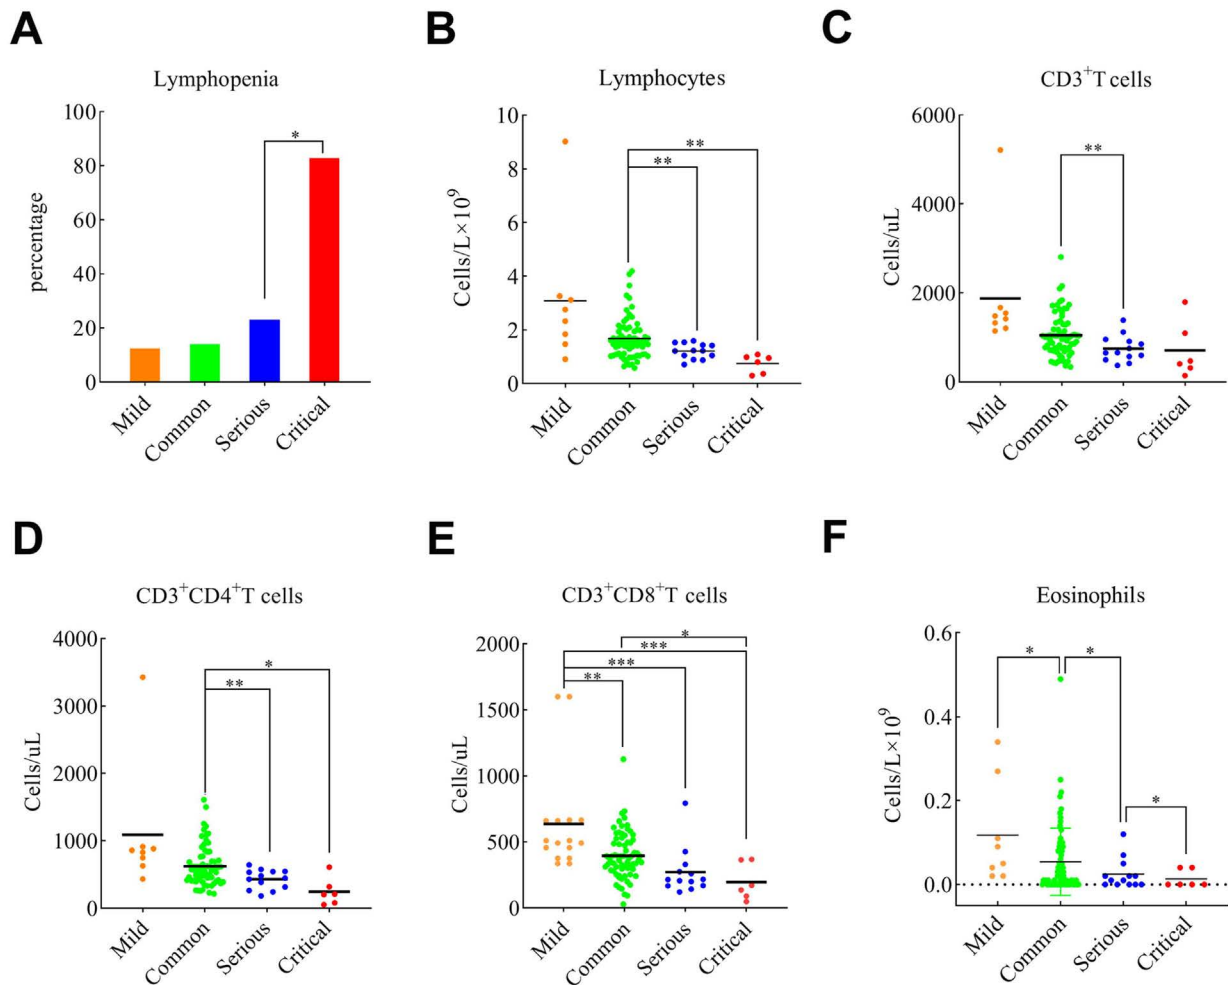 A
Lymphopenia
percentage
100
80
60
40
20
0
*
Mild
Common
Serious
Critical
B
Lymphocytes
Cells/L×10⁹
10
8
6
4
2
0
**
**
Mild
Common
Serious
Critical
C
CD3⁺T cells
Cells/uL
6000
4000
2000
0
**
Mild
Common
Serious
Critical
D
CD3⁺CD4⁺T cells
Cells/uL
4000
3000
2000
1000
0
*
**
Mild
Common
Serious
Critical
E
CD3⁺CD8⁺T cells
Cells/uL
2000
1500
1000
500
0
*
***
***
**
Mild
Common
Serious
Critical
F
Eosinophils
Cells/L×10⁹
0.6
0.4
0.2
0.0
*
*
*
Mild
Common
Serious
Critical